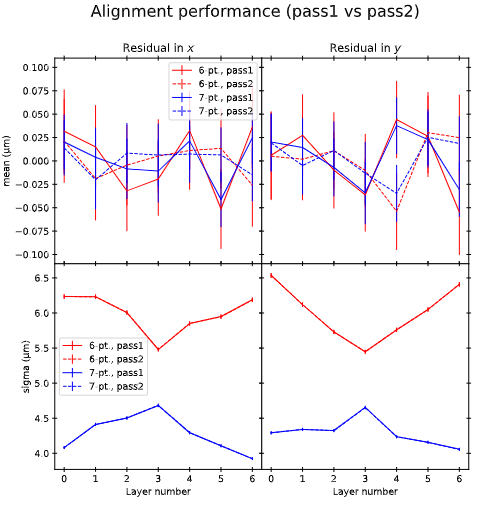 Alignment performance (pass1 vs pass2)
Residual in x
Residual in y
mean (μm)
0.100
0.075
0.050
0.025
0.000
−0.025
−0.050
−0.075
−0.100
6-pt., pass1
6-pt., pass2
7-pt., pass1
7-pt., pass2
sigma (μm)
6.5
6.0
5.5
5.0
4.5
4.0
6-pt., pass1
6-pt., pass2
7-pt., pass1
7-pt., pass2
0 1 2 3 4 5 6
0 1 2 3 4 5 6
Layer number
Layer number